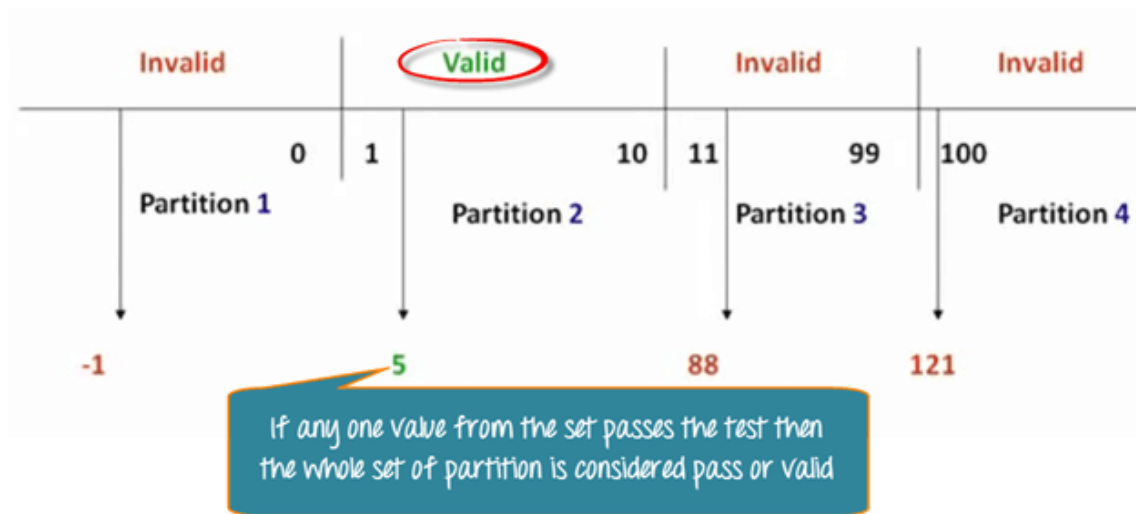 Invalid Valid Invalid Invalid
0 1 10 11 99 100
Partition 1 Partition 2 Partition 3 Partition 4
-1 5 88 121
If any one value from the set passes the test then
the whole set of partition is considered pass or valid